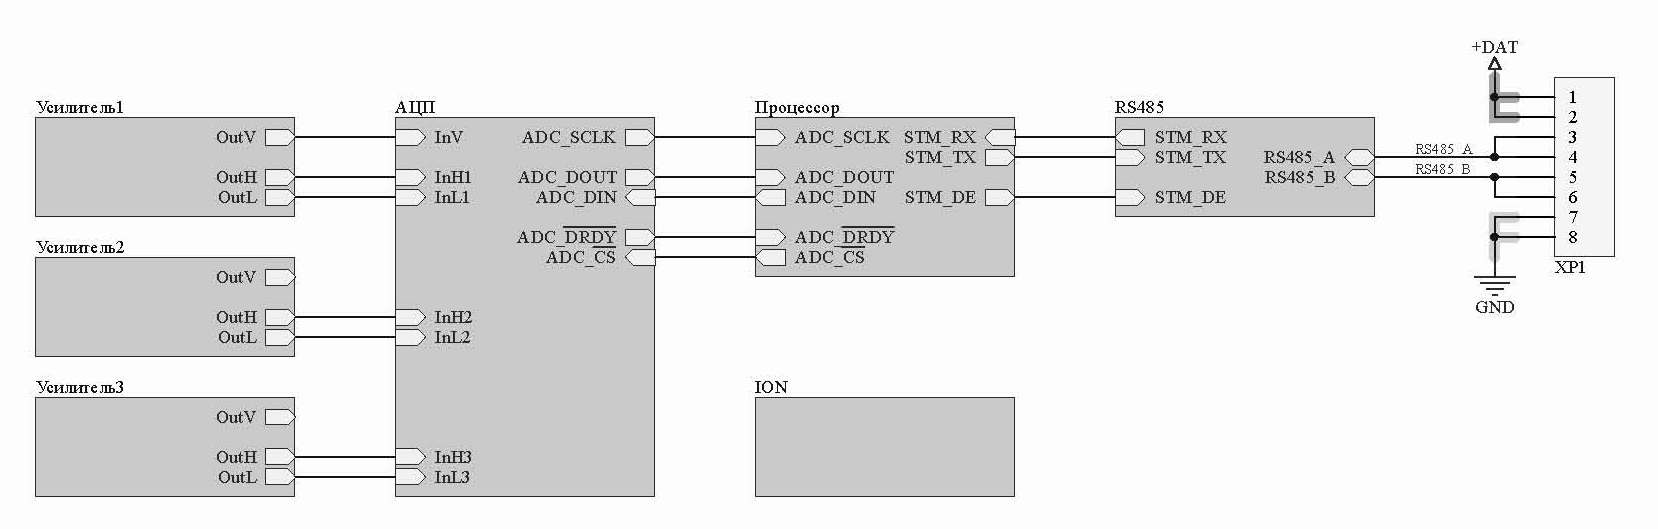 +DAT
Усилитель1
АЦП
Процессор
RS485
1
OutV
InV
ADC_SCLK
ADC_SCLK
STM_RX
STM_RX
2
3
STM_TX
STM_TX
RS485_A
RS485_A
4
OutH
InH1
ADC_DOUT
ADC_DOUT
RS485_B
RS485_B
5
OutL
InL1
ADC_DIN
ADC_DIN
STM_DE
STM_DE
6
7
ADC_DRDY
ADC_DRDY
8
Усилитель2
ADC_CS
ADC_CS
XP1
OutV
GND
OutH
InH2
OutL
InL2
Усилитель3
ION
OutV
OutH
InH3
OutL
InL3